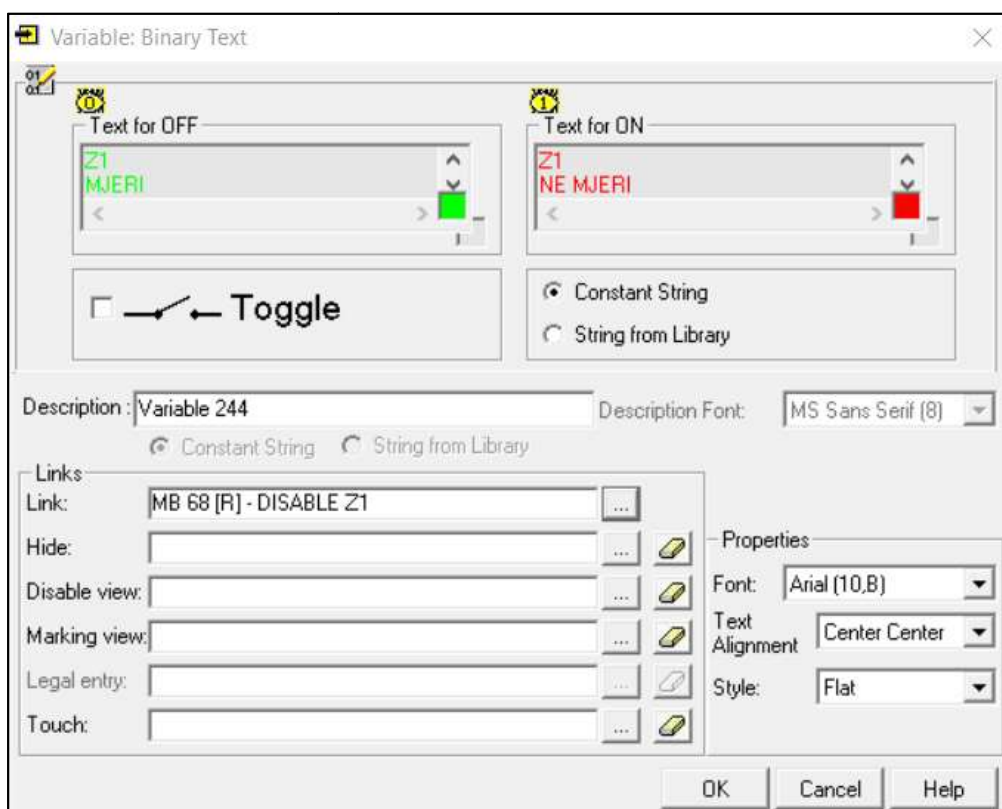 Variable: Binary Text
Text for OFF
Z1
MJERI
Text for ON
Z1
NE MJERI
Toggle
Constant String
String from Library
Description : Variable 244
Description Font: MS Sans Serif (8)
Constant String String from Library
Links
Link: MB 68 [R] - DISABLE Z1 ...
Hide: ...
Disable view: ...
Marking view: ...
Legal entry: ...
Touch: ...
Properties
Font: Arial (10,B)
Text
Alignment Center Center
Style: Flat
OK Cancel Help